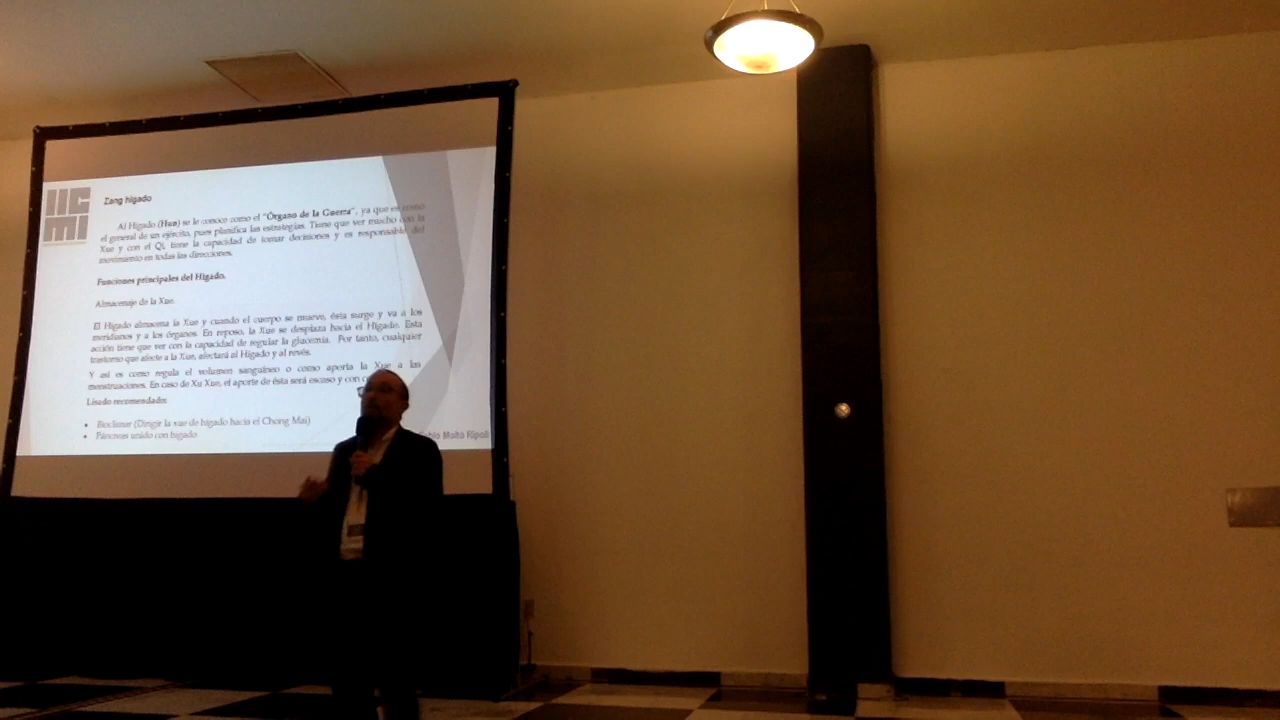 IIC
MI
Zang hígado
Al Hígado (Hun) se le conoce como el "Órgano de la Guerra", ya que es como
el general de un ejército, pues planifica las estrategias. Tiene que ver mucho con la
Xue y con el Qi, tiene la capacidad de tomar decisiones y es responsable del
movimiento en todas las direcciones.
Funciones principales del Hígado.
Almacenaje de la Xue.
El Hígado almacena la Xue y cuando el cuerpo se mueve, ésta surge y va a los
meridianos y a los órganos. En reposo, la Xue se desplaza hacia el Hígado. Esta
acción tiene que ver con la capacidad de regular la glucemia. Por tanto, cualquier
trastorno que afecte a la Xue, afectará al Hígado y al revés.
Y así es como regula el volumen sanguíneo o como aporta la Xue a las
menstruaciones. En caso de Xu Xue, el aporte de ésta será escaso y con
Lisado recomendado:
• (Dirigir la xue de hígado hacia el Chong Mai)
• Páncreas unido con hígado
Ripoll